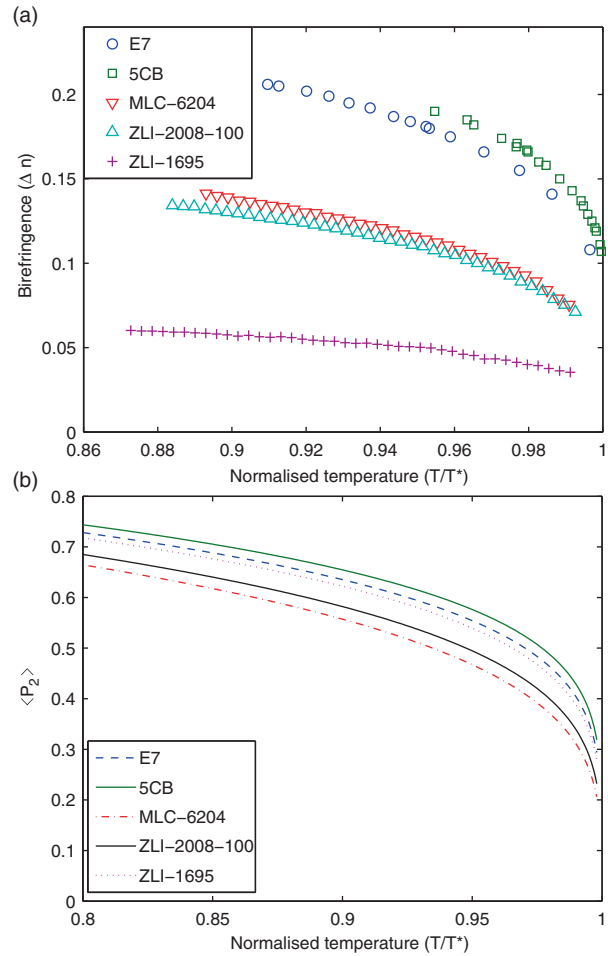 (a)
E7
5CB
MLC−6204
ZLI−2008−100
ZLI−1695
Birefringence (Δ n)
0.2
0.15
0.1
0.05
0
0.86 0.88 0.9 0.92 0.94 0.96 0.98 1
Normalised temperature (T/T*)
(b)
⟨P2⟩
0.8
0.7
0.6
0.5
0.4
0.3
0.2
0.1
0
E7
5CB
MLC−6204
ZLI−2008−100
ZLI−1695
0.8 0.85 0.9 0.95 1
Normalised temperature (T/T*)